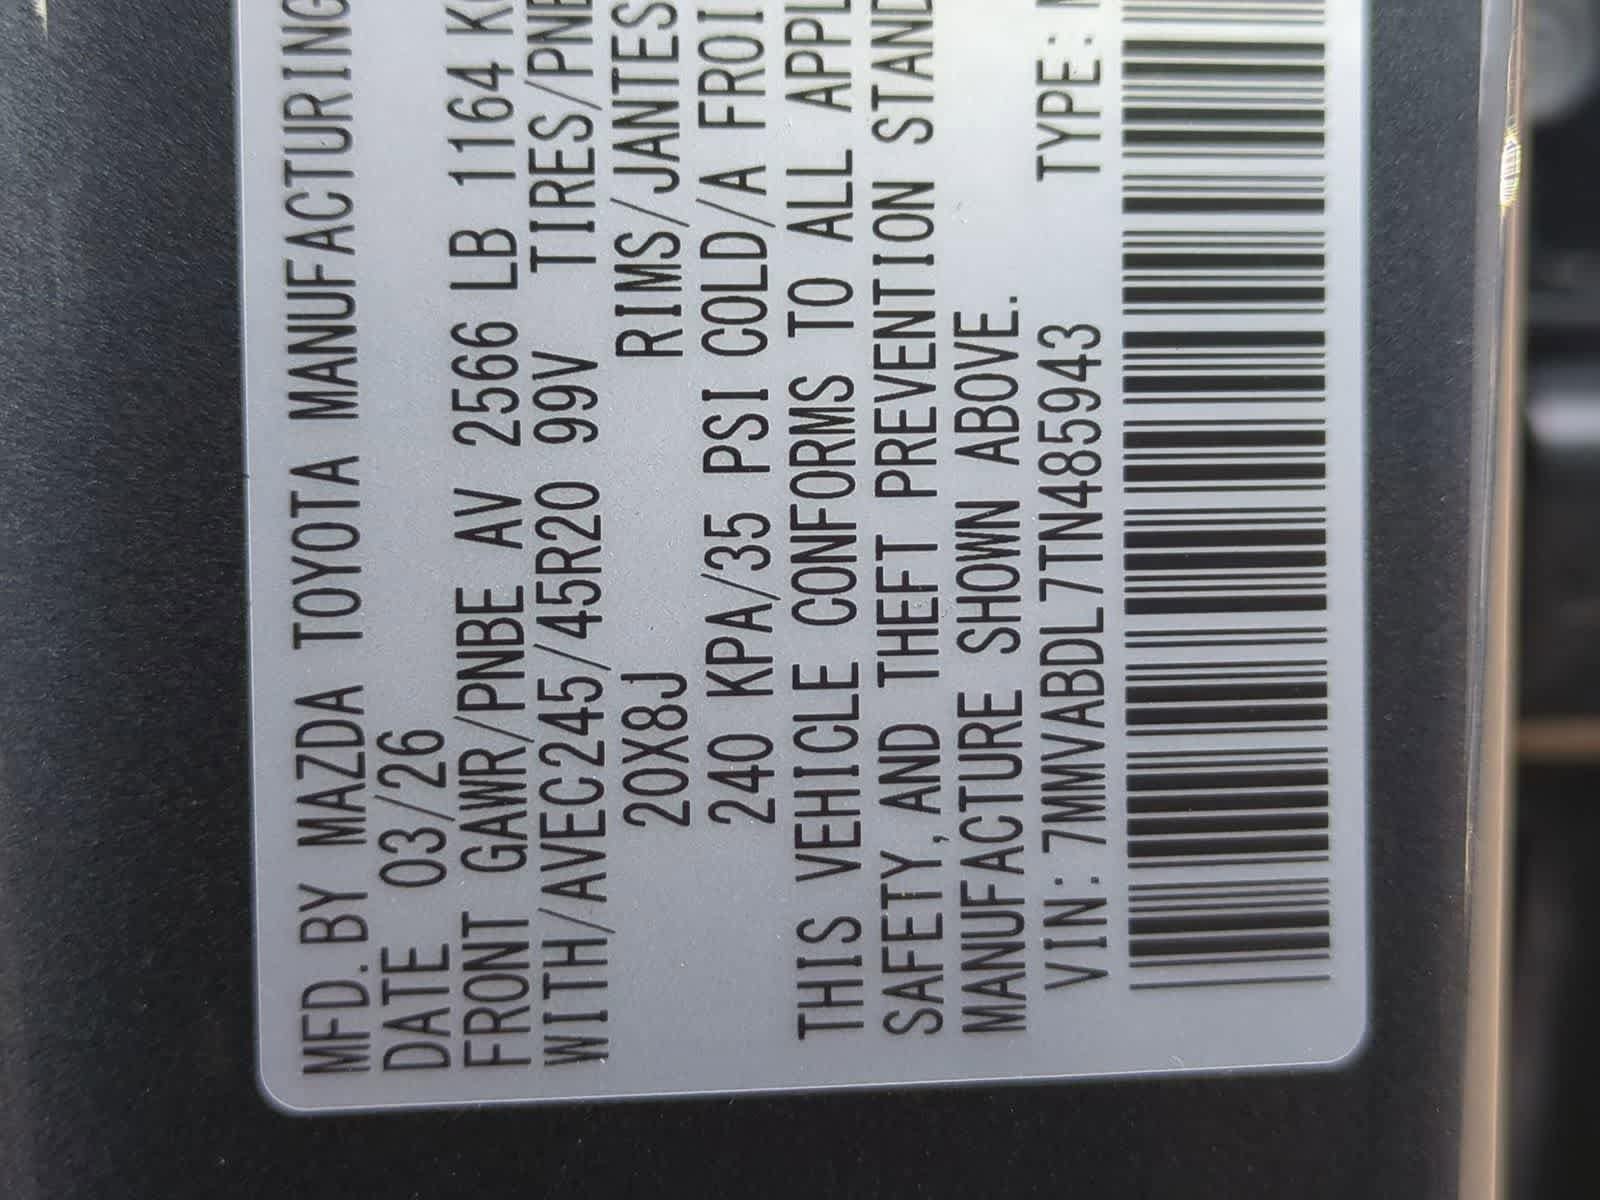 MFD. BY MAZDA TOYOTA MANUFACTURING
DATE 03/26
FRONT GAWR/PNBE AV 2566 LB 1164 KG
WITH/AVEC245/45R20 99V TIRES/PNE
20X8J RIMS/JANTES
240 KPA/35 PSI COLD/A FROI
THIS VEHICLE CONFORMS TO ALL APPL
SAFETY, AND THEFT PREVENTION STAND
MANUFACTURE SHOWN ABOVE.
VIN: 7MMVABDL7TN485943 TYPE: